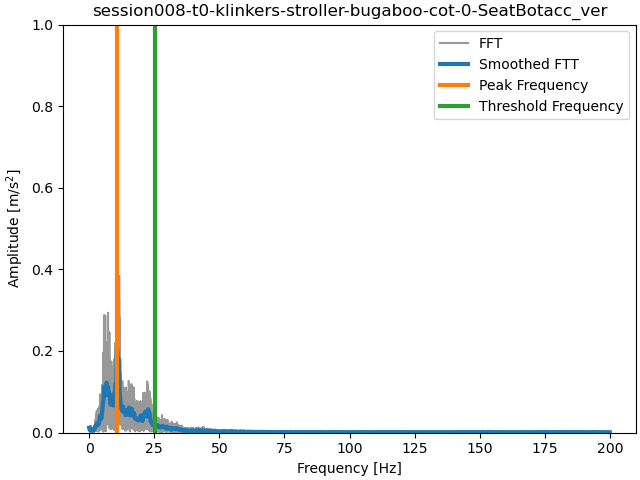 session008-t0-klinkers-stroller-bugaboo-cot-0-SeatBotacc_ver
1.0
0.8
0.6
0.4
0.2
0.0
Amplitude [m/s²]
FFT
Smoothed FTT
Peak Frequency
Threshold Frequency
0 25 50 75 100 125 150 175 200
Frequency [Hz]